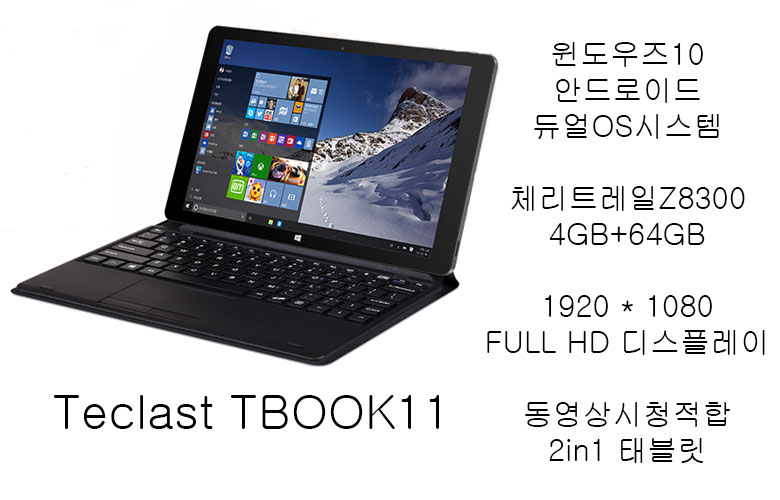 윈도우즈10
안드로이드
듀얼OS시스템
체리트레일Z8300
4GB+64GB
1920 * 1080
FULL HD 디스플레이
동영상시청적합
2in1 태블릿
Teclast TBOOK11